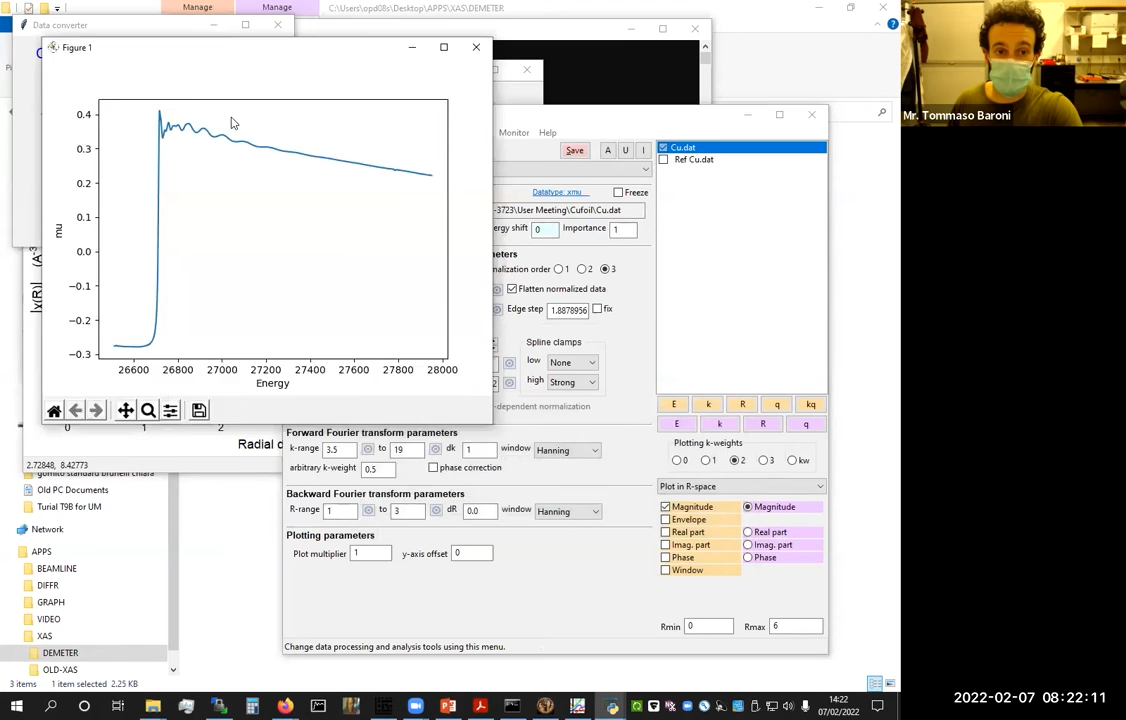 Manage
Manage
C:\Users\opd08s\Desktop\APPS\XAS\DEMETER
Data converter
Figure 1
0.4
0.3
0.2
0.1
0.0
−0.1
−0.2
−0.3
mu
26600
26800
27000
27200
27400
27600
27800
28000
Energy
|χ(R)| (Å-3
0
1
2
Radial d
2.72848, 8.42773
Monitor
Help
Save
A
U
I
Datatype: xmu
Freeze
-3723\User Meeting\Cufoil\Cu.dat
ergy shift
0
Importance
1
meters
nalization order
1
2
3
Flatten normalized data
Edge step
1.8878956
fix
Spline clamps
low
None
2
high
Strong
-dependent normalization
Forward Fourier transform parameters
k-range
3.5
to
19
dk
1
window
Hanning
arbitrary k-weight
0.5
phase correction
Backward Fourier transform parameters
R-range
1
to
3
dR
0.0
window
Hanning
Plotting parameters
Plot multiplier
1
y-axis offset
0
Cu.dat
Ref Cu.dat
E
k
R
q
kq
E
k
R
q
Plotting k-weights
0
1
2
3
kw
Plot in R-space
Magnitude
Magnitude
Envelope
Real part
Real part
Imag. part
Imag. part
Phase
Phase
Window
Rmin
0
Rmax
6
Change data processing and analysis tools using this menu.
gomito standard brunelli chiara
Old PC Documents
Turial T9B for UM
Network
APPS
BEAMLINE
DIFFR
GRAPH
VIDEO
XAS
DEMETER
OLD-XAS
3 items
1 item selected
2.25 KB
14:22
07/02/2022
Mr. Tommaso Baroni
2022-02-07 08:22:11